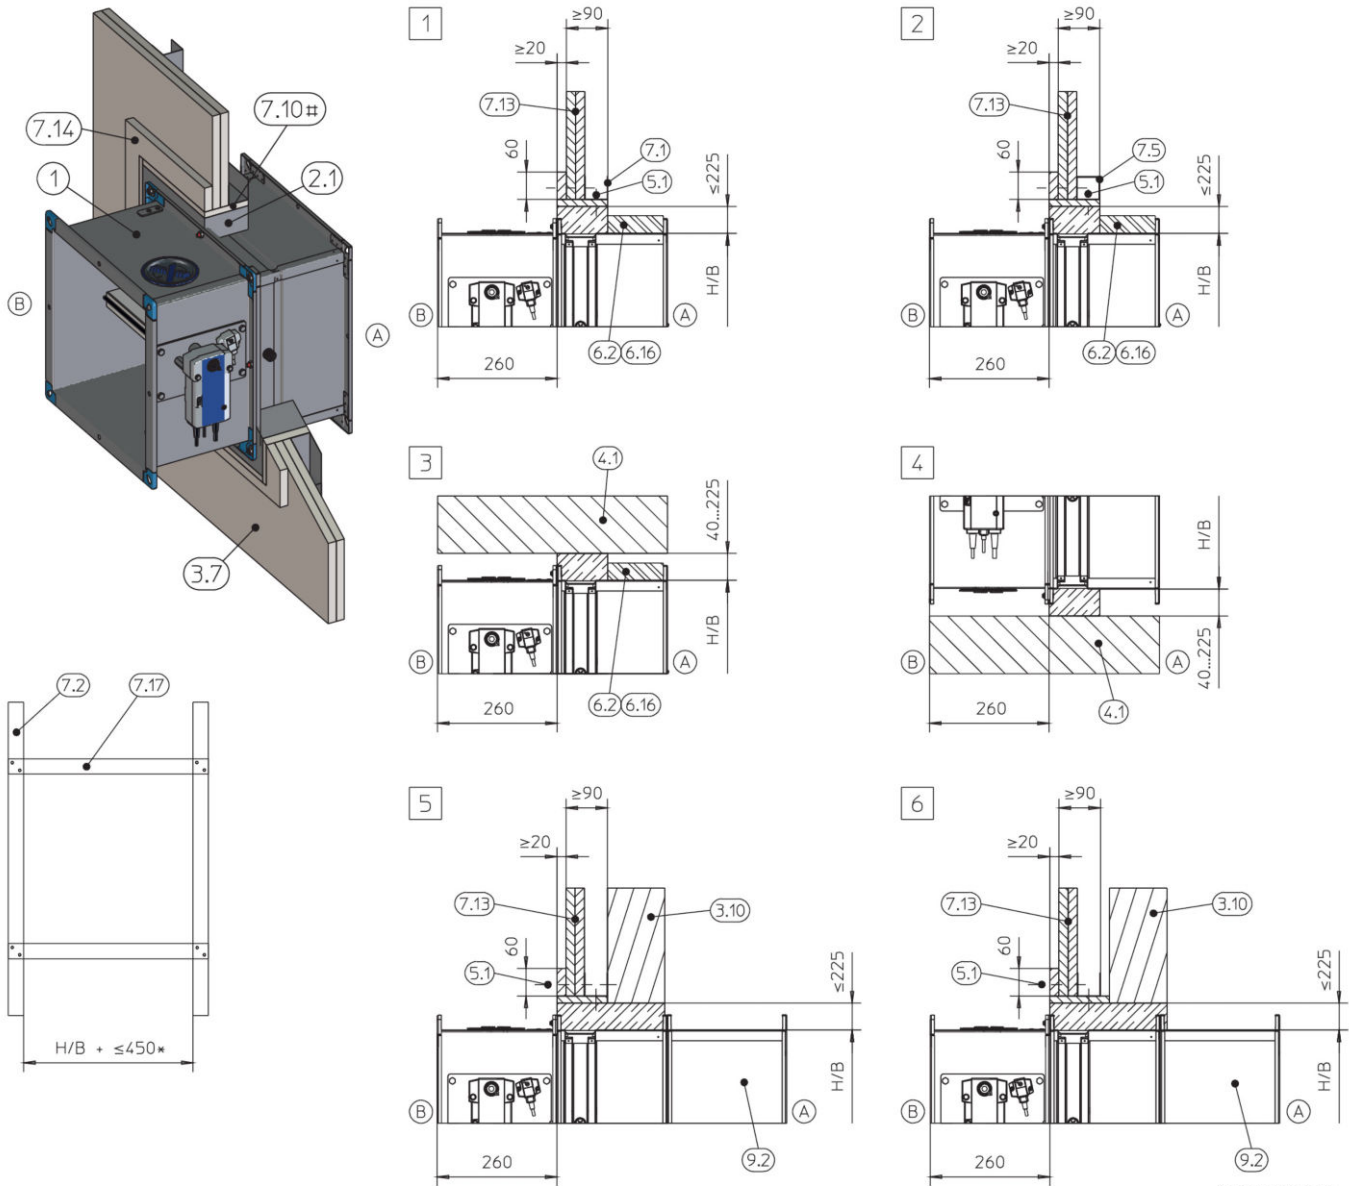 7.10#
7.14
1
2.1
B
A
3.7
7.2
7.17
H/B + ≤450*
1
≥90
≥20
7.13
60
7.1
5.1
≤225
H/B
B
A
6.2 6.16
260
2
≥90
≥20
7.13
60
7.5
5.1
≤225
H/B
B
A
6.2 6.16
260
3
4.1
40...225
H/B
B
A
6.2 6.16
260
4
H/B
40...225
B
A
4.1
260
5
≥90
≥20
7.13
3.10
60
5.1
≤225
H/B
B
A
9.2
260
6
≥90
≥20
7.13
3.10
60
5.1
≤225
H/B
B
A
9.2
260